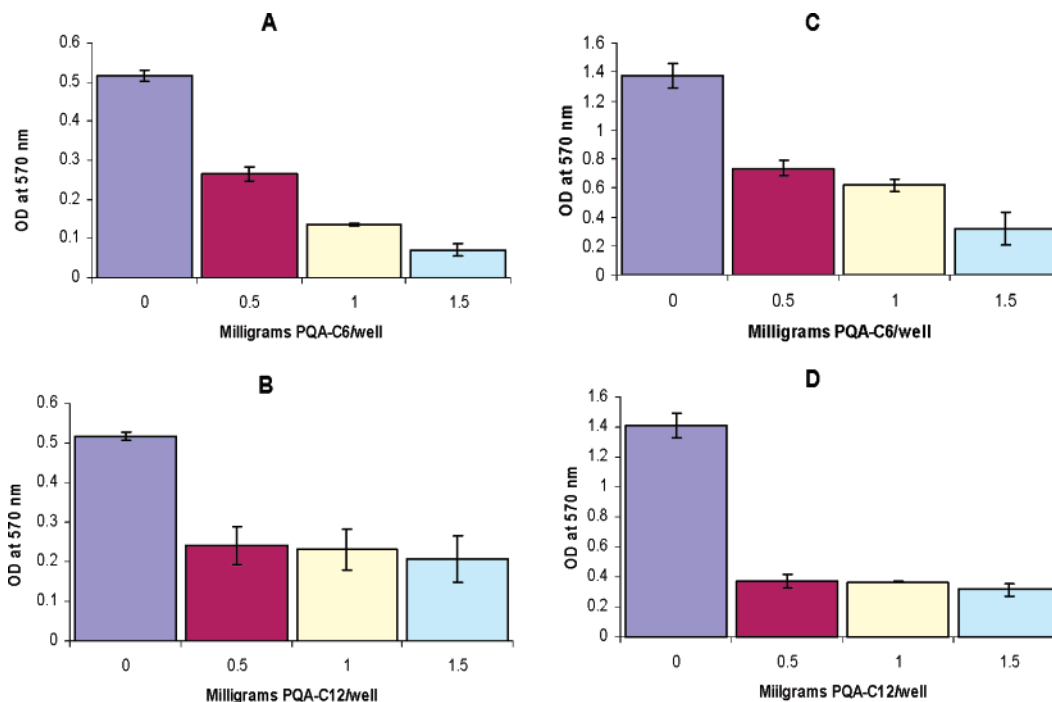 A
OD at 570 nm
0.6
0.5
0.4
0.3
0.2
0.1
0
0 0.5 1 1.5
Milligrams PQA-C6/well
C
OD at 570 nm
1.6
1.4
1.2
1
0.8
0.6
0.4
0.2
0
0 0.5 1 1.5
Milligrams PQA-C6/well
B
OD at 570 nm
0.6
0.5
0.4
0.3
0.2
0.1
0
0 0.5 1 1.5
Milligrams PQA-C12/well
D
OD at 570 nm
1.6
1.4
1.2
1
0.8
0.6
0.4
0.2
0
0 0.5 1 1.5
Miilgrams PQA-C12/well